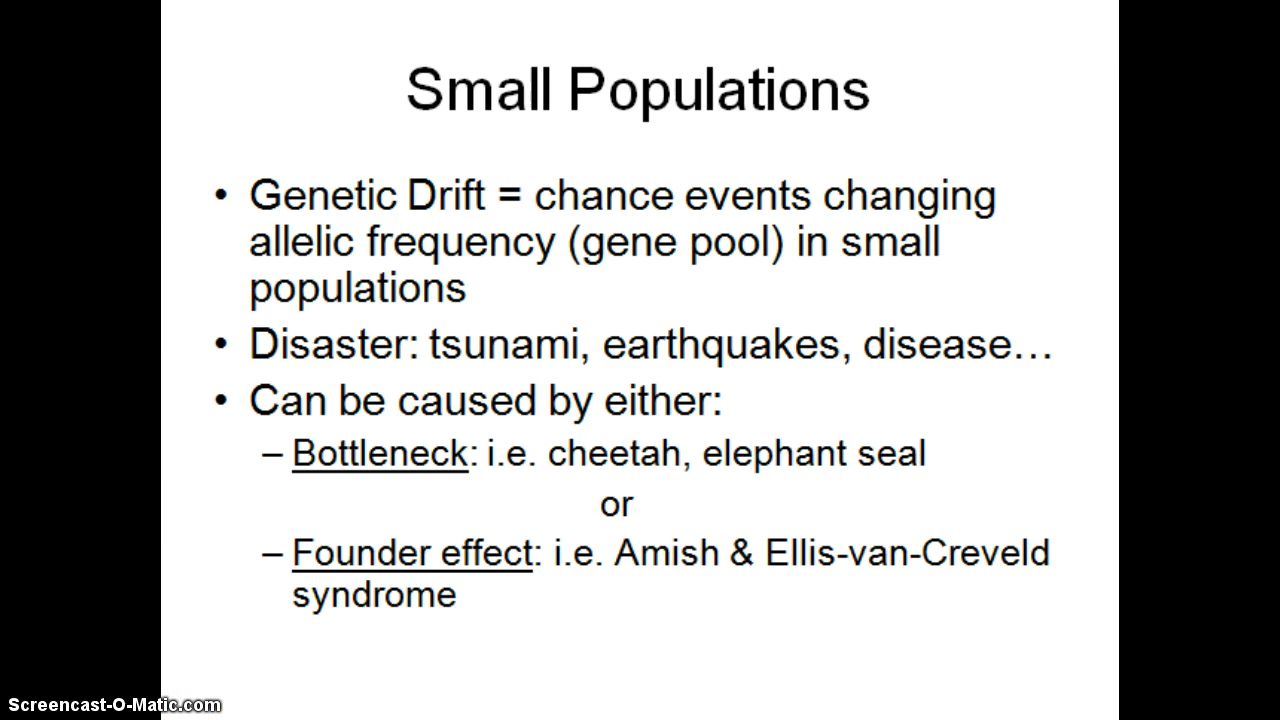 Small Populations
• Genetic Drift = chance events changing
allelic frequency (gene pool) in small
populations
• Disaster: tsunami, earthquakes, disease…
• Can be caused by either:
– Bottleneck: i.e. cheetah, elephant seal
or
– Founder effect: i.e. Amish & Ellis-van-Creveld
syndrome
Screencast-O-Matic.com